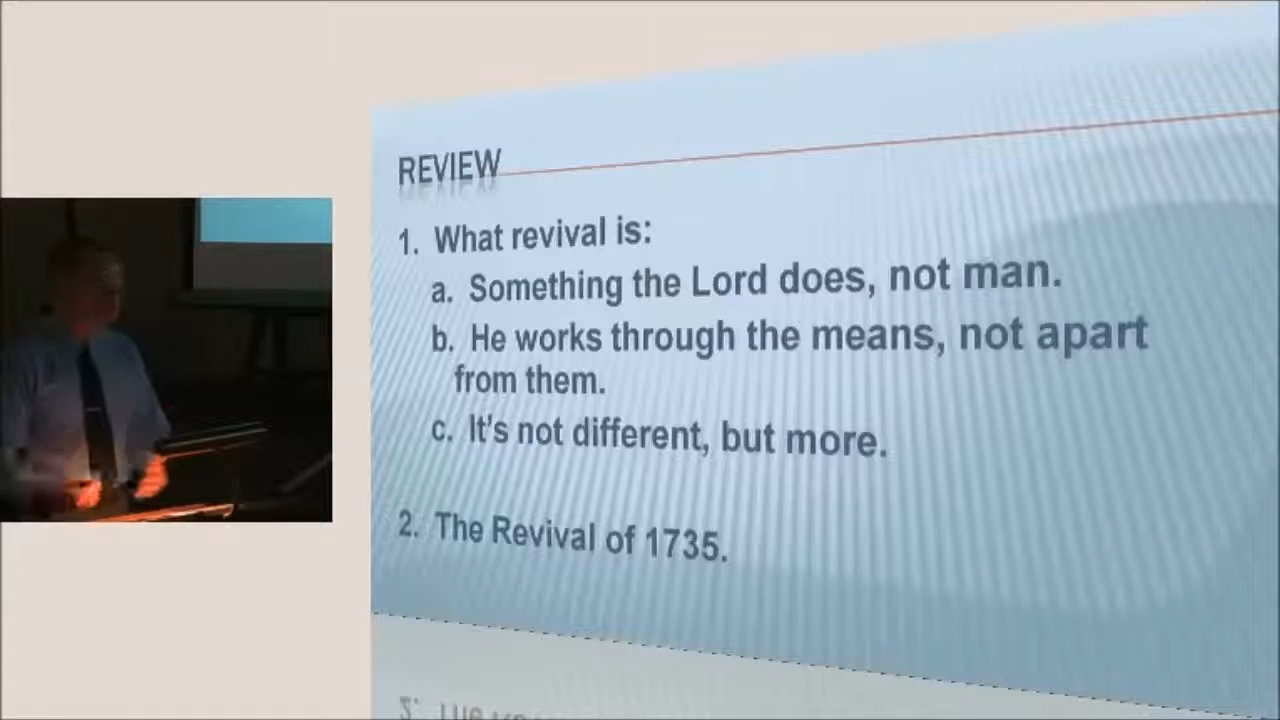 REVIEW
1. What revival is:
a. Something the Lord does, not man.
b. He works through the means, not apart
from them.
c. It's not different, but more.
2. The Revival of 1735.